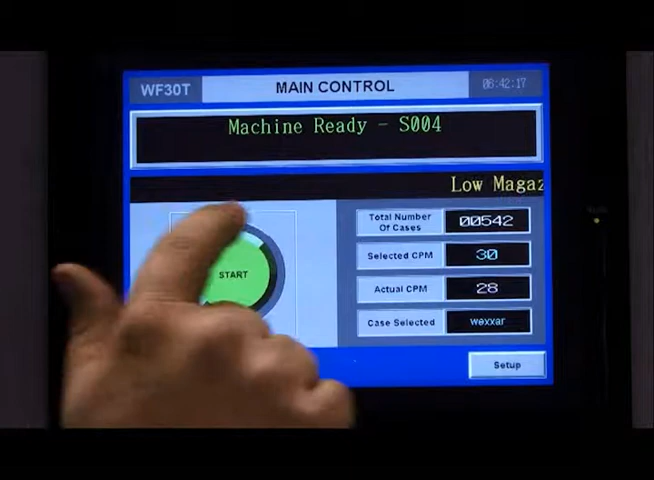 WF30T
MAIN CONTROL
06:42:17
Machine Ready - S004
Low Magaz
START
Total Number
Of Cases
00542
Selected CPM
30
Actual CPM
28
Case Selected
wexxar
Setup